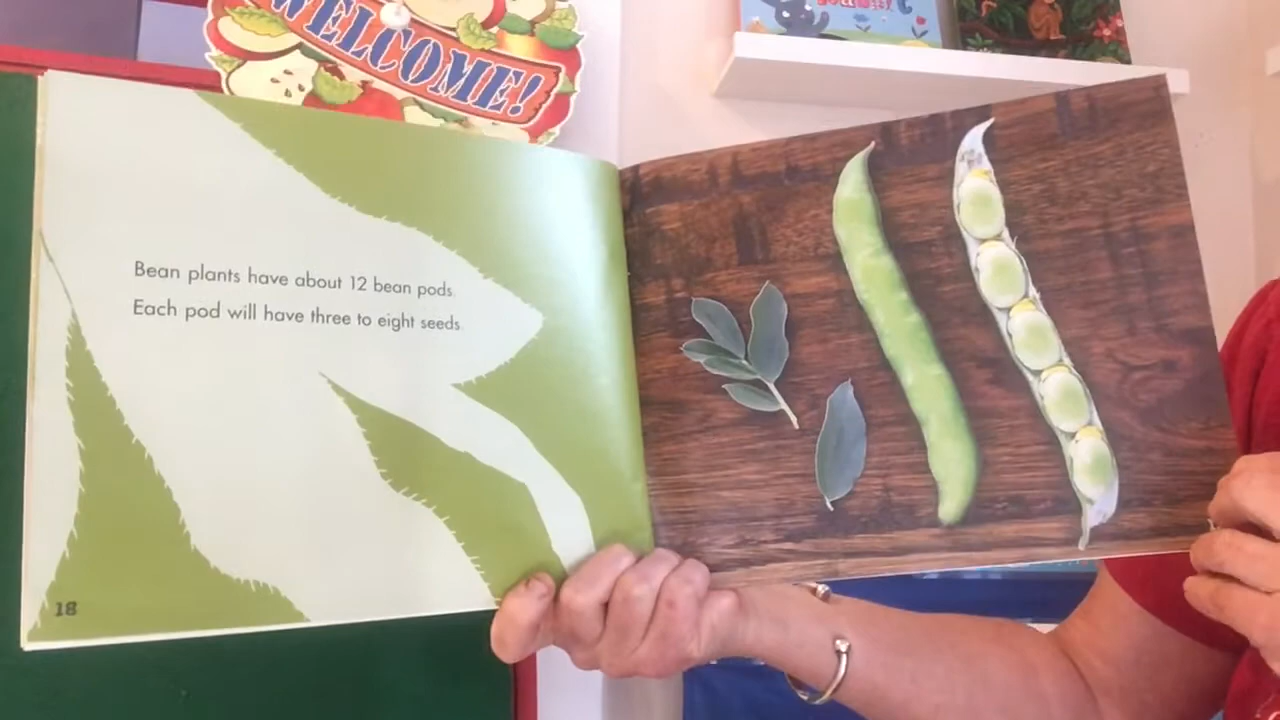 WELCOME!
Bean plants have about 12 bean pods.
Each pod will have three to eight seeds.
18